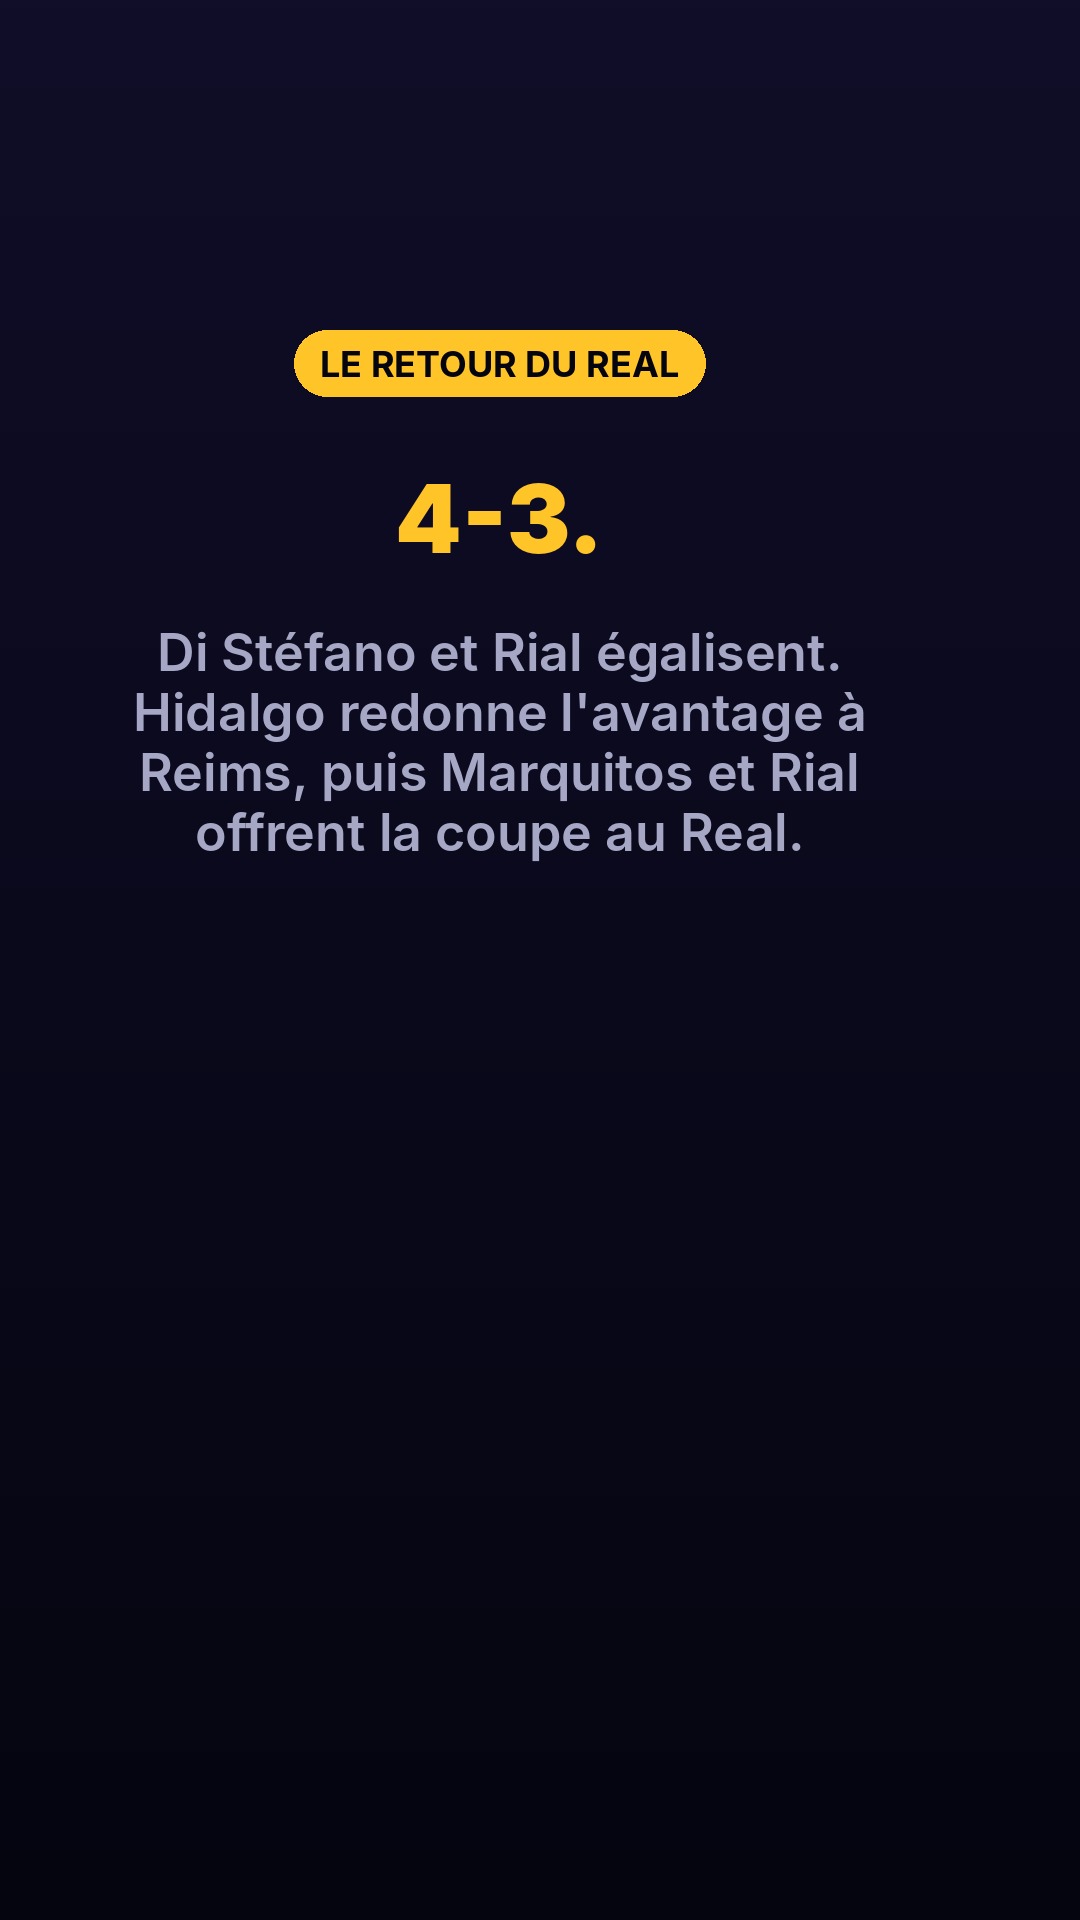 LE RETOUR DU REAL
4-3.
Di Stéfano et Rial égalisent.
Hidalgo redonne l'avantage à
Reims, puis Marquitos et Rial
offrent la coupe au Real.